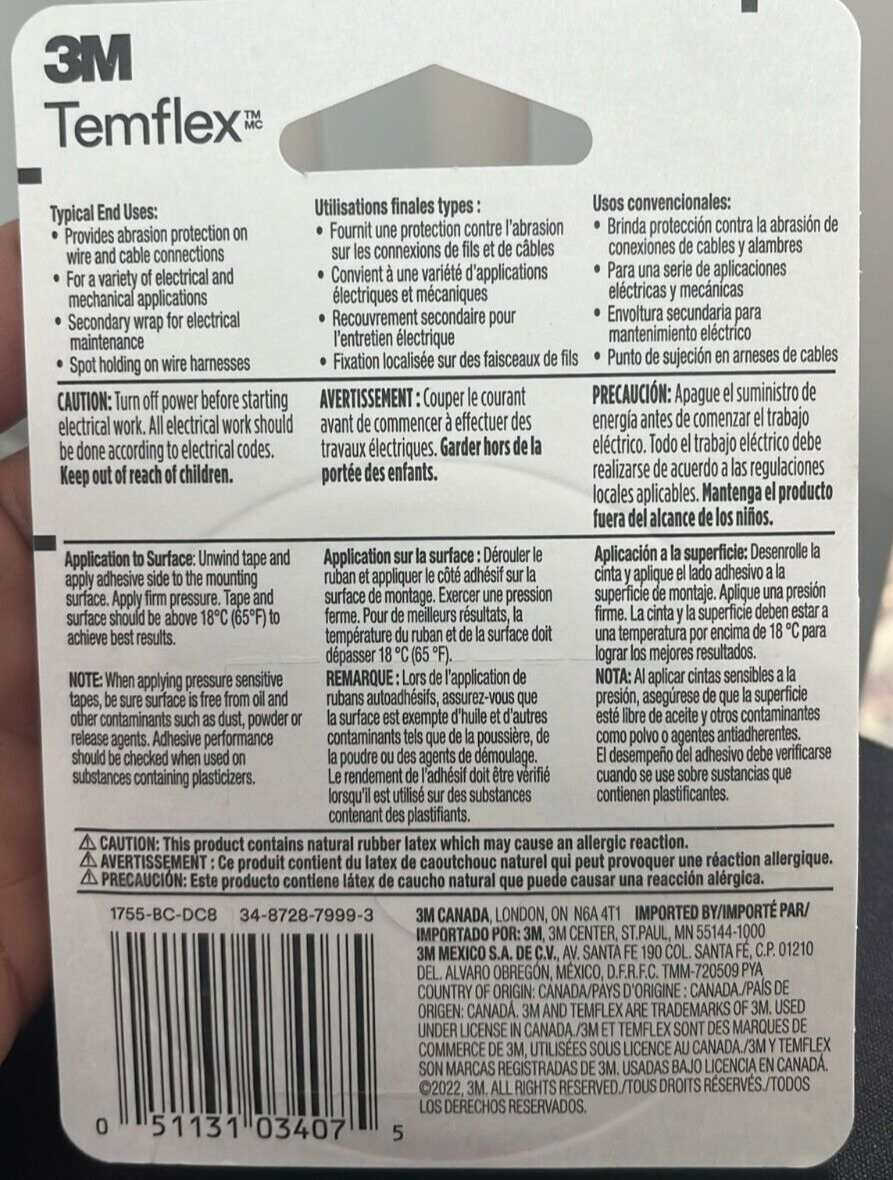 3M
Temflex™ MC
Typical End Uses:
• Provides abrasion protection on
wire and cable connections
• For a variety of electrical and
mechanical applications
• Secondary wrap for electrical
maintenance
• Spot holding on wire harnesses
Utilisations finales types :
• Fournit une protection contre l'abrasion
sur les connexions de fils et de câbles
• Convient à une variété d'applications
électriques et mécaniques
• Recouvrement secondaire pour
l'entretien électrique
• Fixation localisée sur des faisceaux de fils
Usos convencionales:
• Brinda protección contra la abrasión de
conexiones de cables y alambres
• Para una serie de aplicaciones
eléctricas y mecánicas
• Envoltura secundaria para
mantenimiento eléctrico
• Punto de sujeción en arneses de cables
CAUTION: Turn off power before starting
electrical work. All electrical work should
be done according to electrical codes.
Keep out of reach of children.
AVERTISSEMENT : Couper le courant
avant de commencer à effectuer des
travaux électriques. Garder hors de la
portée des enfants.
PRECAUCIÓN: Apague el suministro de
energía antes de comenzar el trabajo
eléctrico. Todo el trabajo eléctrico debe
realizarse de acuerdo a las regulaciones
locales aplicables. Mantenga el producto
fuera del alcance de los niños.
Application to Surface: Unwind tape and
apply adhesive side to the mounting
surface. Apply firm pressure. Tape and
surface should be above 18°C (65°F) to
achieve best results.
NOTE: When applying pressure sensitive
tapes, be sure surface is free from oil and
other contaminants such as dust, powder or
release agents. Adhesive performance
should be checked when used on
substances containing plasticizers.
Application sur la surface : Dérouler le
ruban et appliquer le côté adhésif sur la
surface de montage. Exercer une pression
ferme. Pour de meilleurs résultats, la
température du ruban et de la surface doit
dépasser 18 °C (65 °F).
REMARQUE : Lors de l'application de
rubans autoadhésifs, assurez-vous que
la surface est exempte d'huile et d'autres
contaminants tels que de la poussière, de
la poudre ou des agents de démoulage.
Le rendement de l'adhésif doit être vérifié
lorsqu'il est utilisé sur des substances
contenant des plastifiants.
Aplicación a la superficie: Desenrolle la
cinta y aplique el lado adhesivo a la
superficie de montaje. Aplique una presión
firme. La cinta y la superficie deben estar a
una temperatura por encima de 18 °C para
lograr los mejores resultados.
NOTA: Al aplicar cintas sensibles a la
presión, asegúrese de que la superficie
esté libre de aceite y otros contaminantes
como polvo o agentes antiadherentes.
El desempeño del adhesivo debe verificarse
cuando se use sobre sustancias que
contienen plastificantes.
⚠ CAUTION: This product contains natural rubber latex which may cause an allergic reaction.
⚠ AVERTISSEMENT : Ce produit contient du latex de caoutchouc naturel qui peut provoquer une réaction allergique.
⚠ PRECAUCIÓN: Este producto contiene látex de caucho natural que puede causar una reacción alérgica.
1755-BC-DC8 34-8728-7999-3
0 51131 03407 5
3M CANADA, LONDON, ON N6A 4T1 IMPORTED BY/IMPORTÉ PAR/
IMPORTADO POR: 3M, 3M CENTER, ST.PAUL, MN 55144-1000
3M MEXICO S.A. DE C.V., AV. SANTA FE 190 COL. SANTA FÉ, C.P. 01210
DEL. ALVARO OBREGÓN, MÉXICO, D.F.R.F.C. TMM-720509 PYA
COUNTRY OF ORIGIN: CANADA/PAYS D'ORIGINE : CANADA./PAÍS DE
ORIGEN: CANADÁ. 3M AND TEMFLEX ARE TRADEMARKS OF 3M. USED
UNDER LICENSE IN CANADA./3M ET TEMFLEX SONT DES MARQUES DE
COMMERCE DE 3M, UTILISÉES SOUS LICENCE AU CANADA./3M Y TEMFLEX
SON MARCAS REGISTRADAS DE 3M. USADAS BAJO LICENCIA EN CANADÁ.
©2022, 3M. ALL RIGHTS RESERVED./TOUS DROITS RÉSERVÉS./TODOS
LOS DERECHOS RESERVADOS.